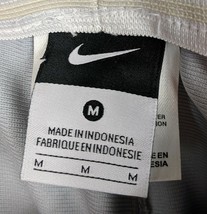 M
MADE IN INDONESIA
FABRIQUE EN INDONESIE
M M M